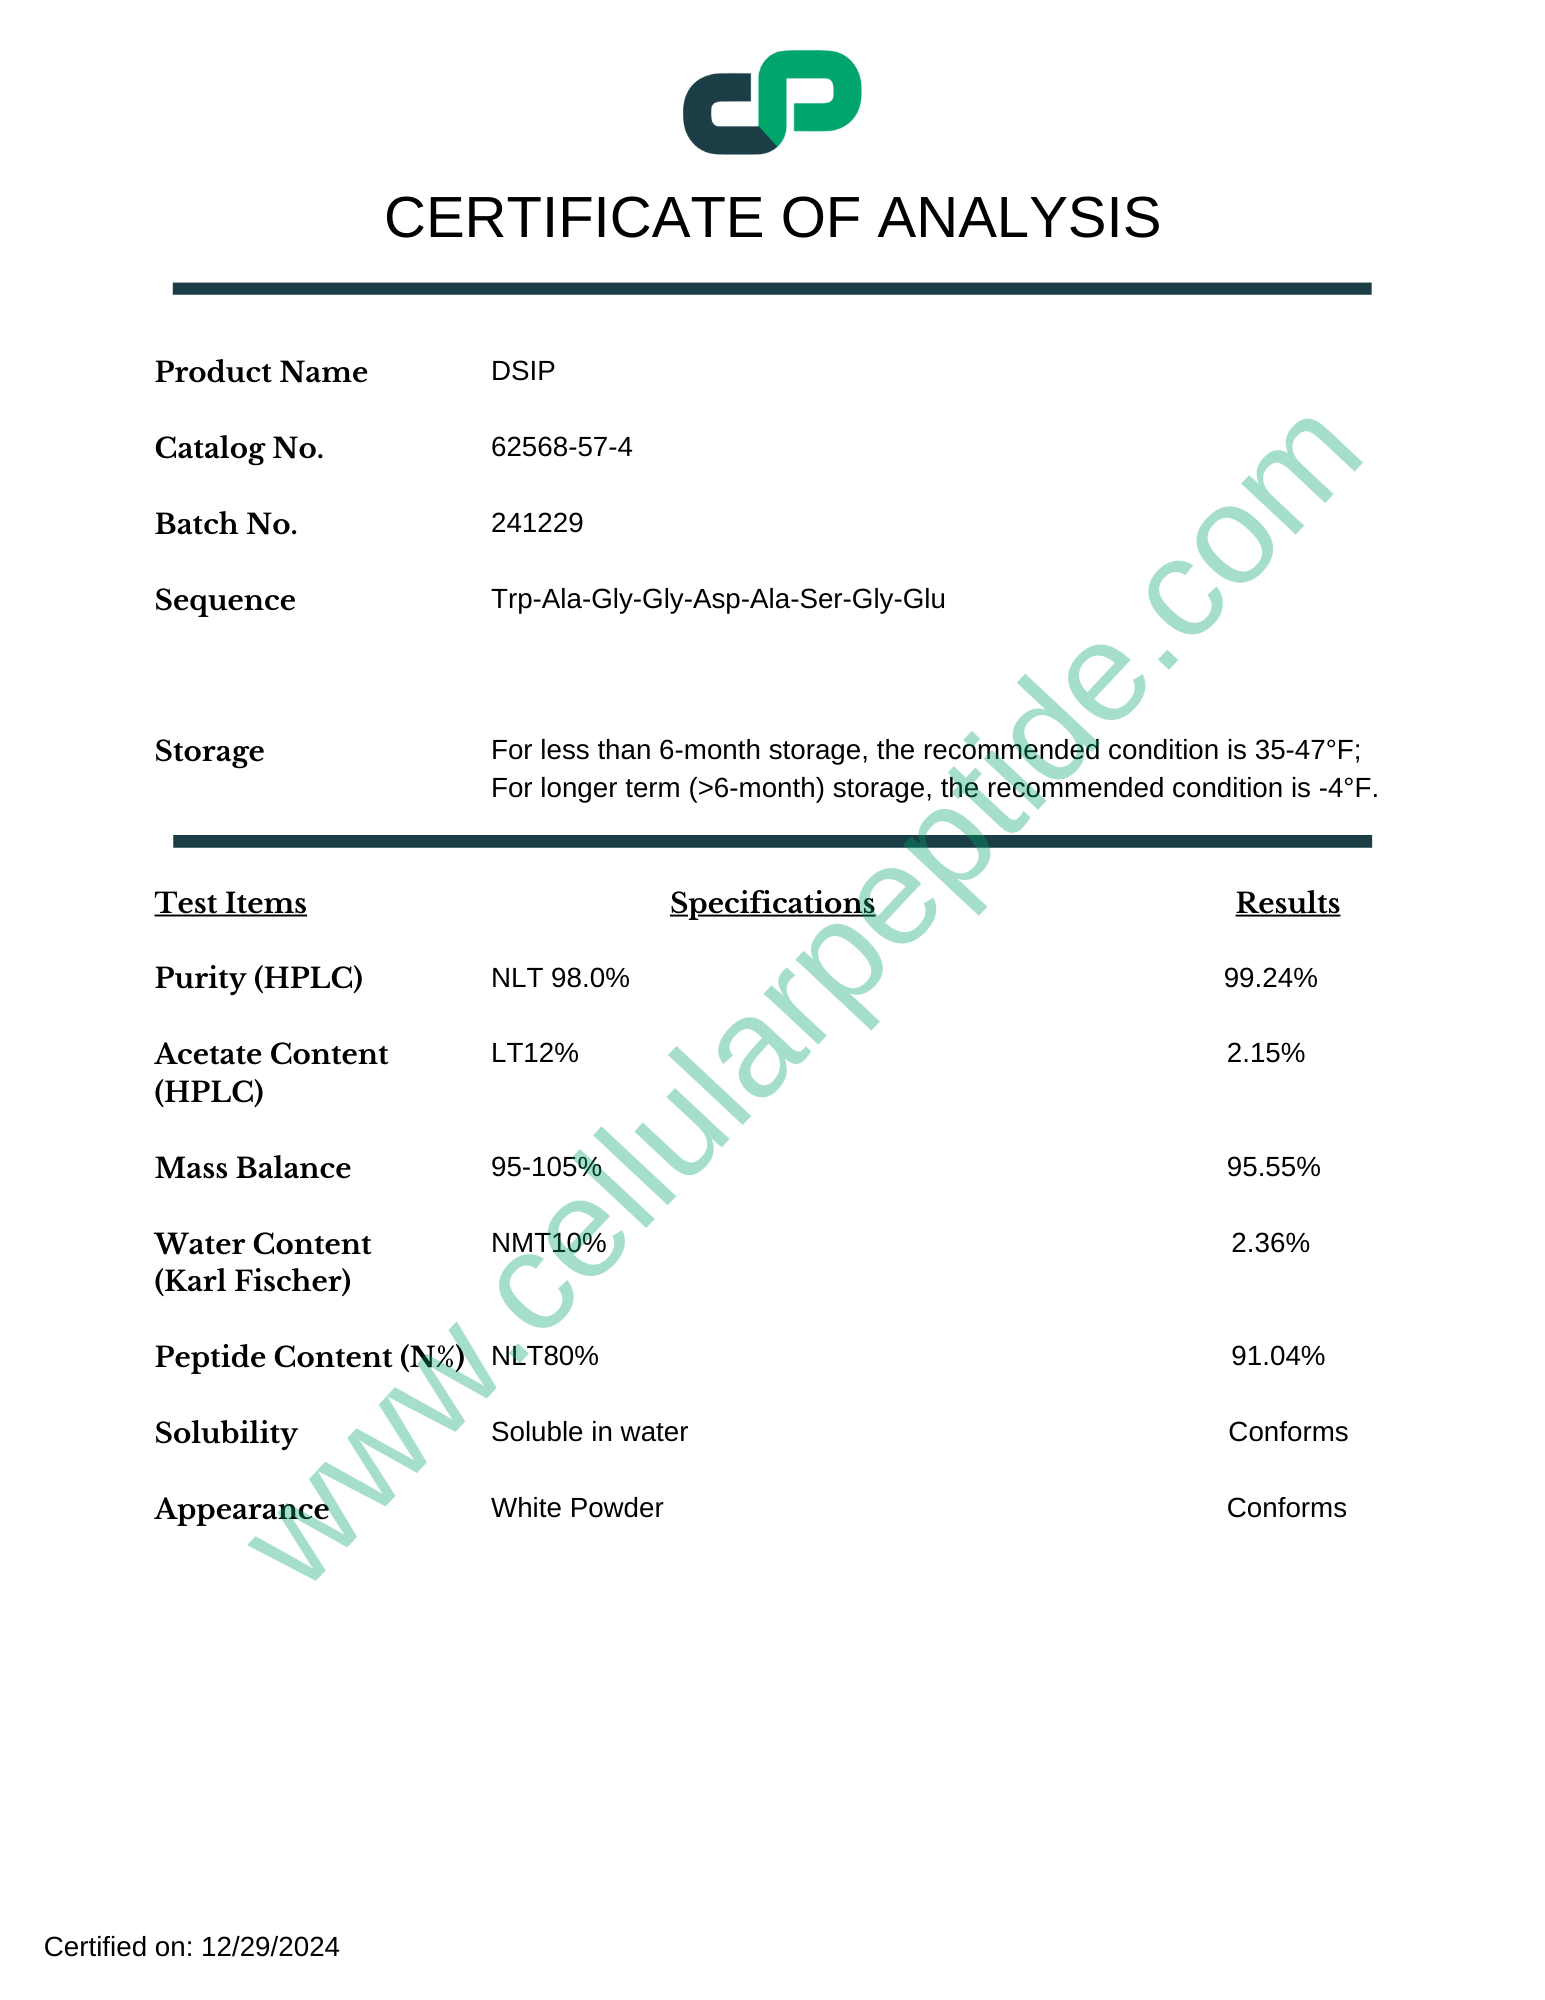 CP
CERTIFICATE OF ANALYSIS
Product Name DSIP
Catalog No. 62568-57-4
Batch No. 241229
Sequence Trp-Ala-Gly-Gly-Asp-Ala-Ser-Gly-Glu
Storage For less than 6-month storage, the recommended condition is 35-47°F;
For longer term (>6-month) storage, the recommended condition is -4°F.
Test Items Specifications Results
Purity (HPLC) NLT 98.0% 99.24%
Acetate Content LT12% 2.15%
(HPLC)
Mass Balance 95-105% 95.55%
Water Content NMT10% 2.36%
(Karl Fischer)
Peptide Content (N%) NLT80% 91.04%
Solubility Soluble in water Conforms
Appearance White Powder Conforms
www.cellularpeptide.com
Certified on: 12/29/2024